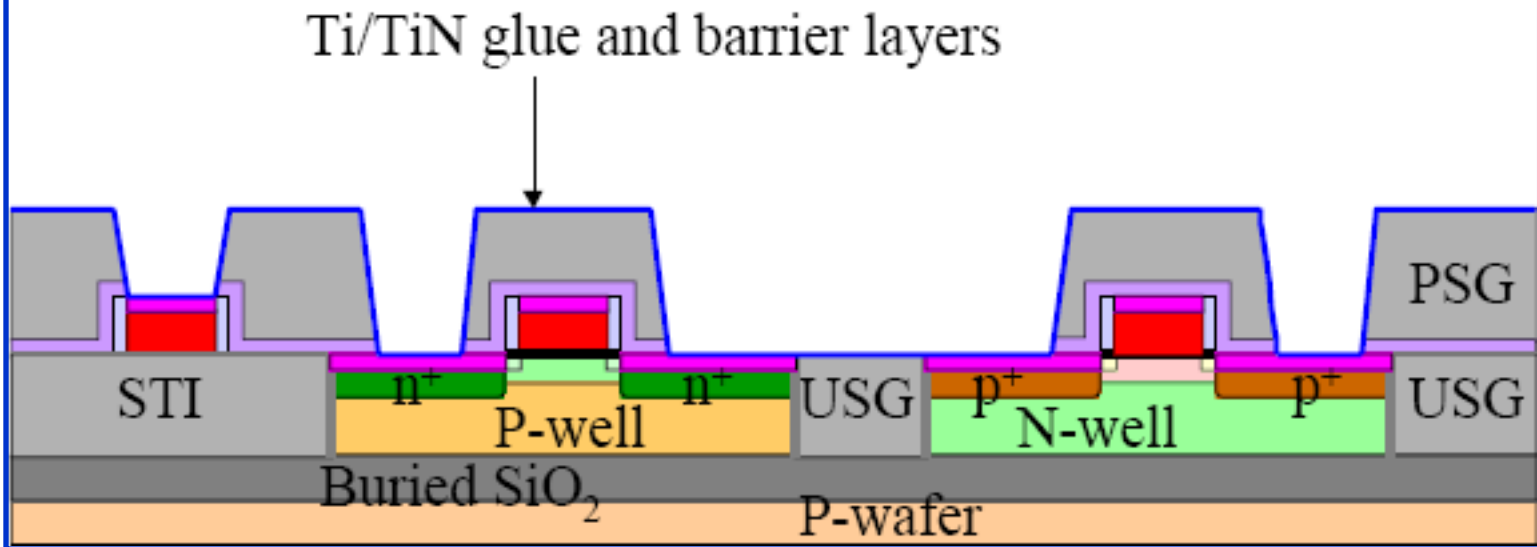 Ti/TiN glue and barrier layers
PSG
STI
n⁺
n⁺
USG
p⁺
p⁺
USG
P-well
N-well
Buried SiO₂
P-wafer